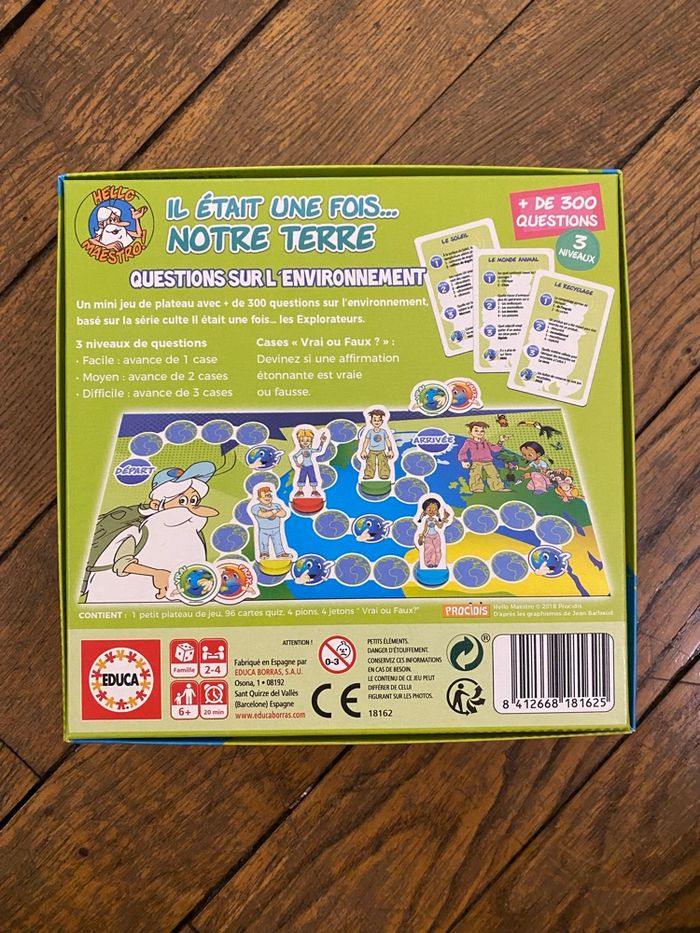 HELLO
MAESTRO!
IL ÉTAIT UNE FOIS...
NOTRE TERRE
+ DE 300
QUESTIONS
3
NIVEAUX
QUESTIONS SUR L'ENVIRONNEMENT
Un mini jeu de plateau avec + de 300 questions sur l'environnement,
basé sur la série culte Il était une fois... les Explorateurs.
3 niveaux de questions
• Facile : avance de 1 case
• Moyen : avance de 2 cases
• Difficile : avance de 3 cases
Cases « Vrai ou Faux ? » :
Devinez si une affirmation
étonnante est vraie
ou fausse.
LE SOLEIL
LE MONDE ANIMAL
LE RECYCLAGE
DÉPART
ARRIVÉE
CONTIENT : 1 petit plateau de jeu, 96 cartes quiz, 4 pions, 4 jetons " Vrai ou Faux?"
PROCIDIS
Hello Maestro © 2018 Procidis
D'après les graphismes de Jean Barbaud.
EDUCA
Famille
2-4
6+
20 min
Fabriqué en Espagne par
EDUCA BORRAS, S.A.U.
Osona, 1 • 08192
Sant Quirze del Vallès
(Barcelone) Espagne
www.educaborras.com
ATTENTION !
0-3
CE
PETITS ÉLÉMENTS.
DANGER D'ÉTOUFFEMENT.
CONSERVEZ CES INFORMATIONS
EN CAS DE BESOIN.
LE CONTENU DE CE JEU PEUT
DIFFÉRER DE CELUI
FIGURANT SUR LES PHOTOS.
18162
®
8 412668 181625